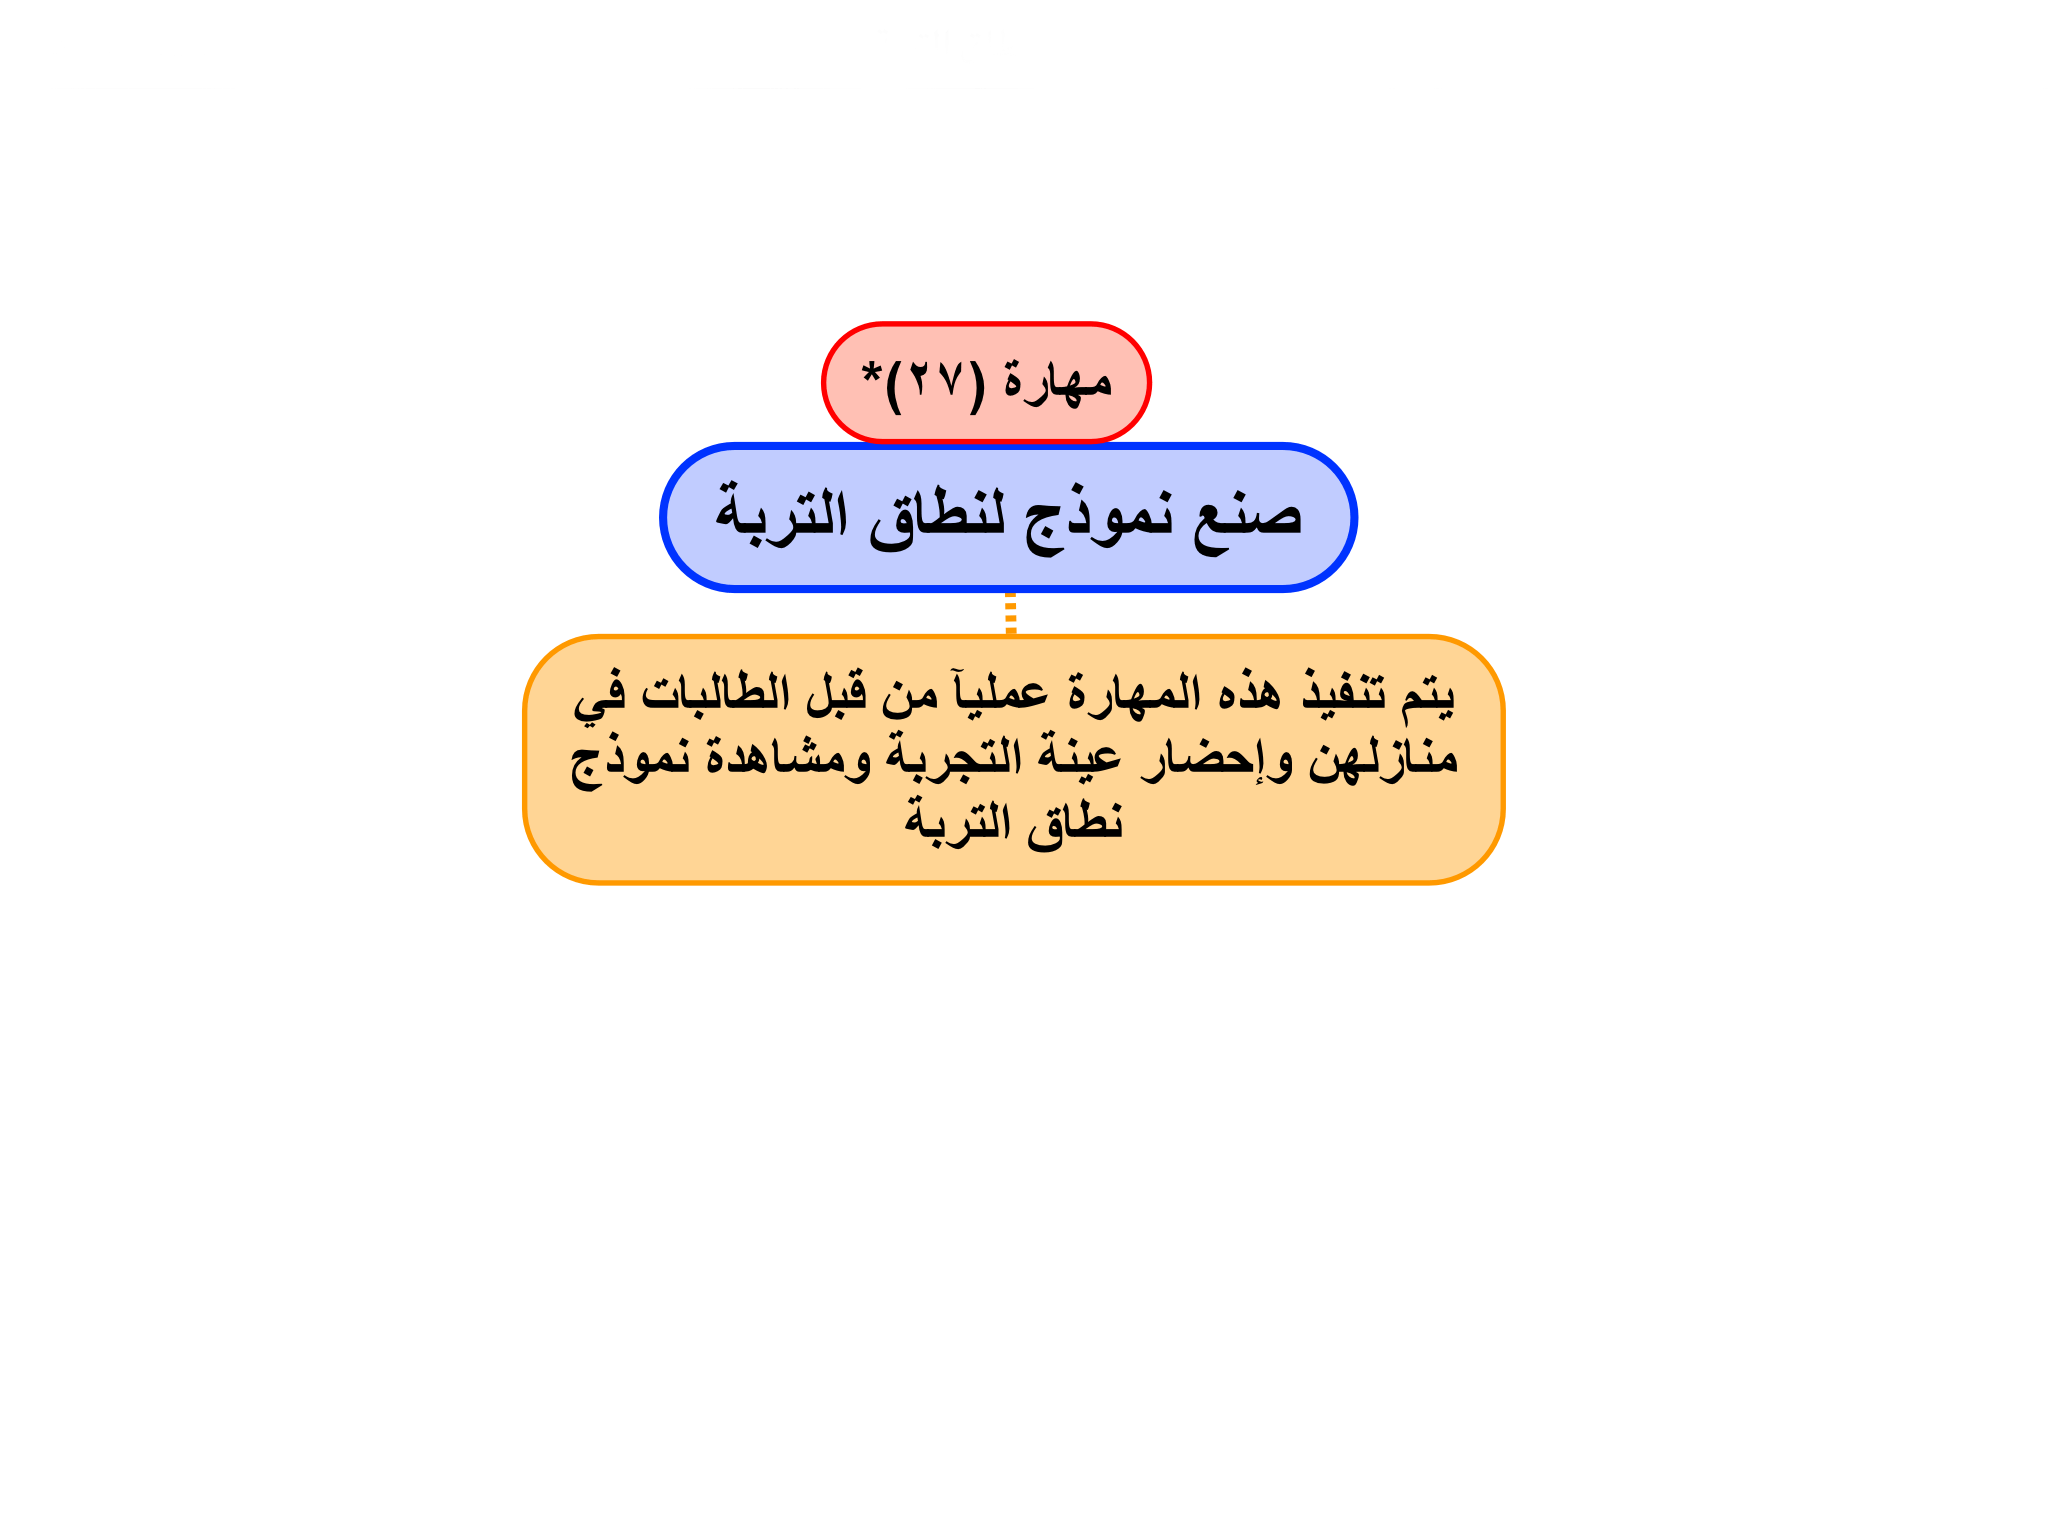 مهارة (٢٧)*
صنع نموذج لنطاق التربة
يتم تنفيذ هذه المهارة عمليآ من قبل الطالبات في
منازلهن وإحضار عينة التجربة ومشاهدة نموذج
نطاق التربة